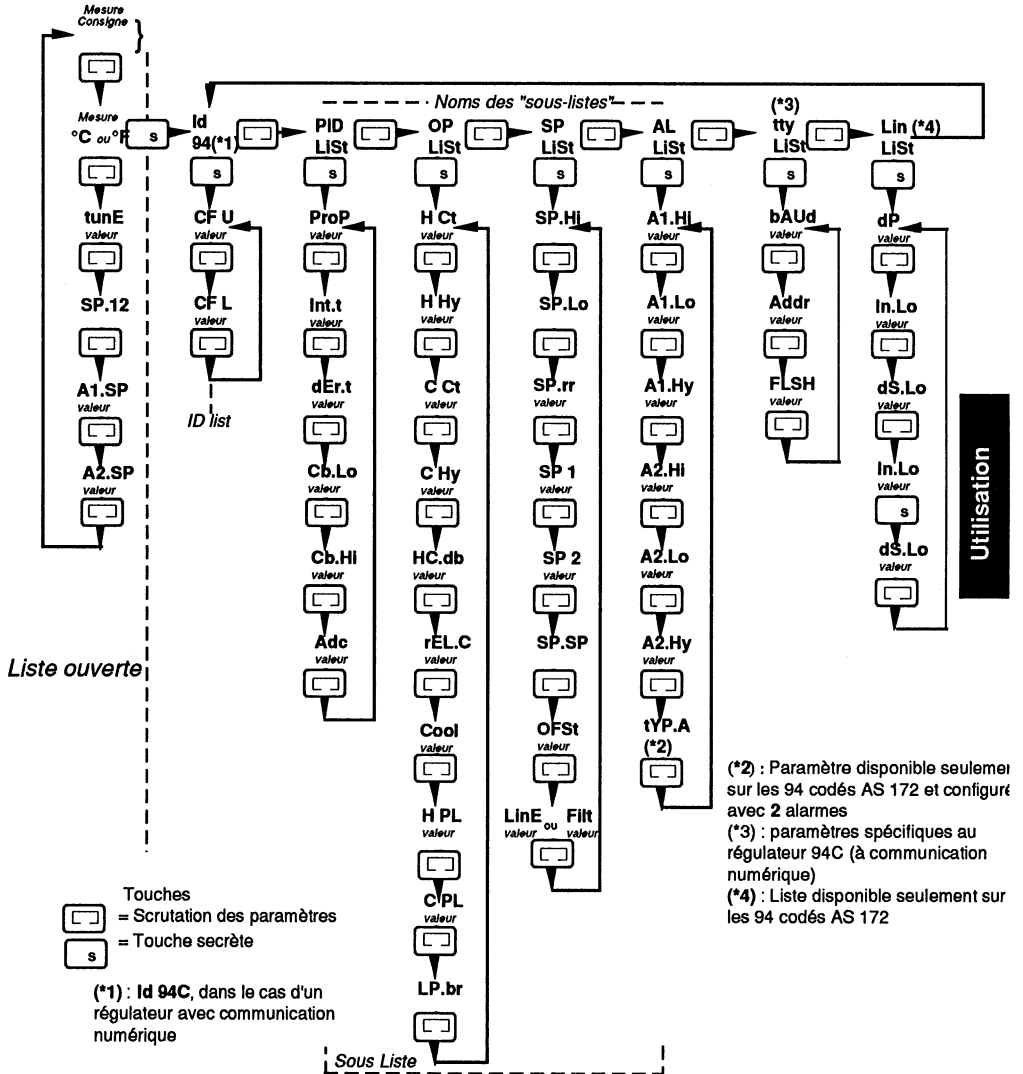 Mesure
Consigne
Mesure
°C ou °F
s
tunE
valeur
SP.12
A1.SP
valeur
A2.SP
valeur
Liste ouverte
Noms des "sous-listes"
Id
94(*1)
s
CF U
valeur
CF L
valeur
ID list
PID
LiSt
s
ProP
valeur
Int.t
valeur
dEr.t
valeur
Cb.Lo
valeur
Cb.Hi
valeur
Adc
valeur
OP
LiSt
s
H Ct
valeur
H Hy
valeur
C Ct
valeur
C Hy
valeur
HC.db
valeur
rEL.C
valeur
Cool
valeur
H PL
valeur
C PL
valeur
LP.br
SP
LiSt
s
SP.Hi
SP.Lo
SP.rr
valeur
SP 1
valeur
SP 2
SP.SP
OFSt
valeur
LinE ou Filt
valeur valeur
AL
LiSt
s
A1.Hi
valeur
A1.Lo
valeur
A1.Hy
valeur
A2.Hi
valeur
A2.Lo
valeur
A2.Hy
valeur
tYP.A
(*2)
(*3)
tty
LiSt
s
bAUd
valeur
Addr
valeur
FLSH
valeur
Lin (*4)
LiSt
s
dP
valeur
In.Lo
valeur
dS.Lo
valeur
In.Lo
valeur
s
dS.Lo
valeur
Utilisation
(*2) : Paramètre disponible seulemen
sur les 94 codés AS 172 et configuré
avec 2 alarmes
(*3) : paramètres spécifiques au
régulateur 94C (à communication
numérique)
(*4) : Liste disponible seulement sur
les 94 codés AS 172
Touches
= Scrutation des paramètres
s = Touche secrète
(*1) : Id 94C, dans le cas d'un
régulateur avec communication
numérique
Sous Liste